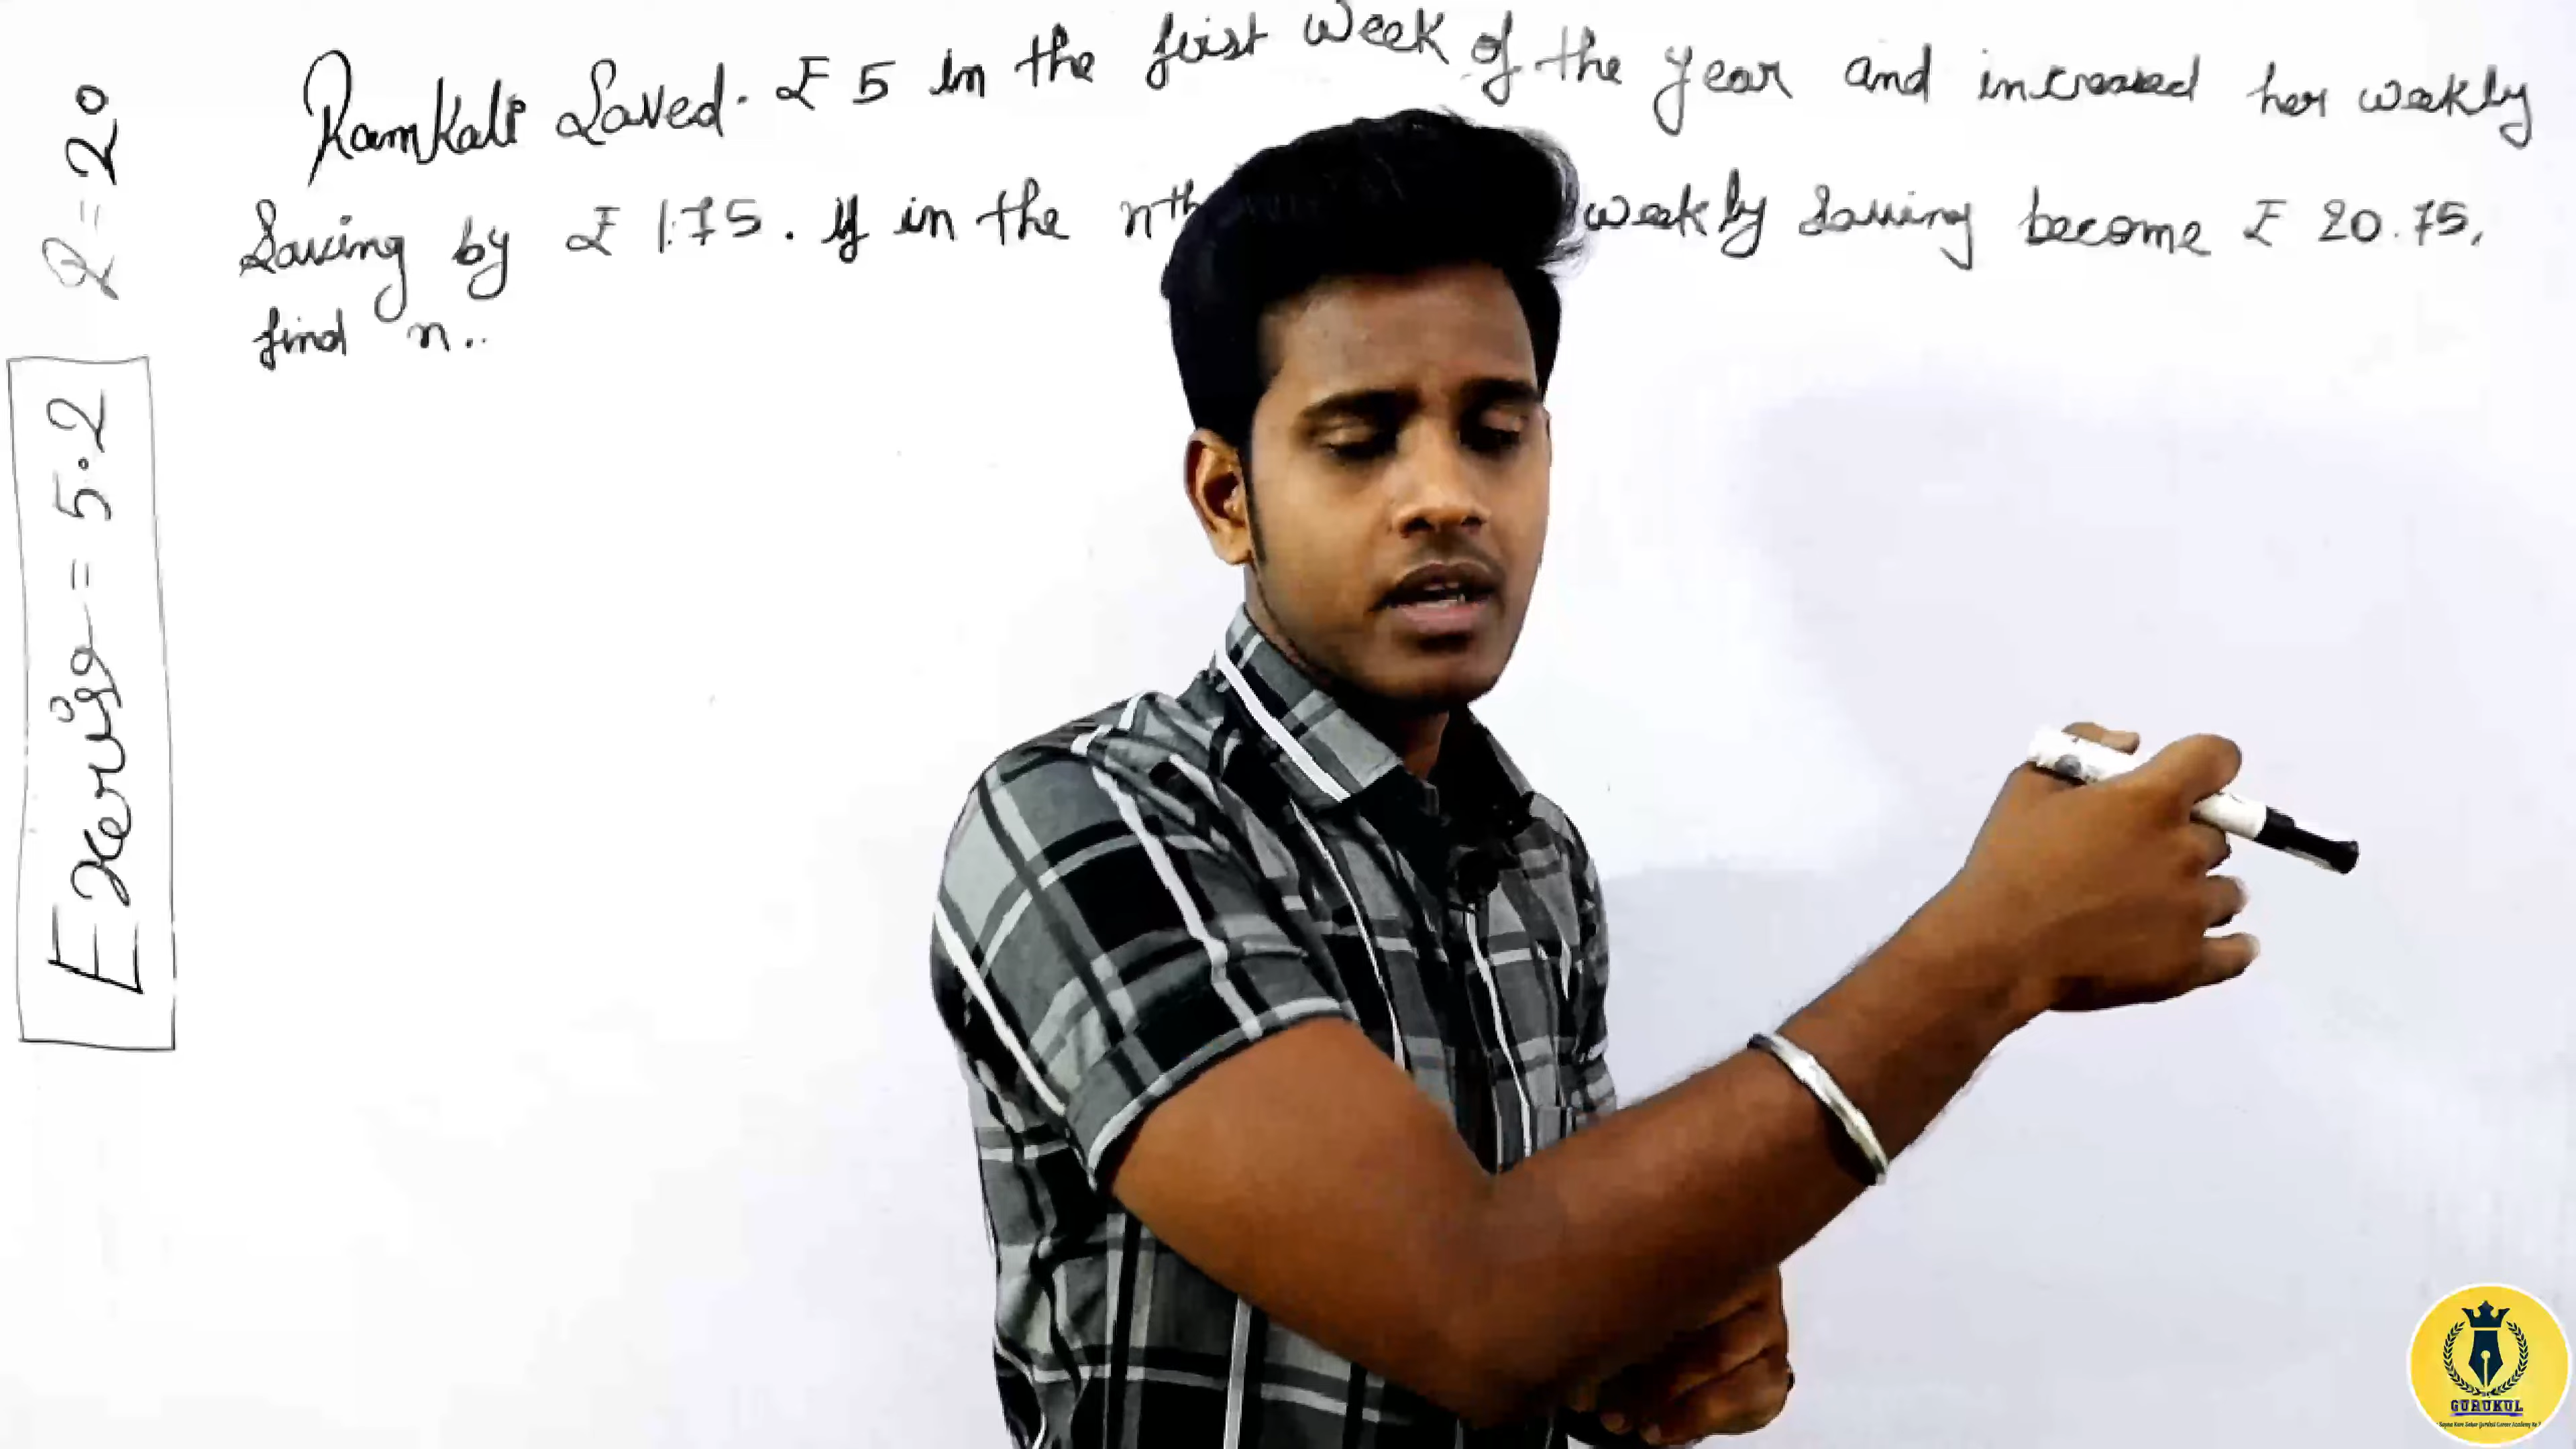 Ramkali Saved. ₹ 5 in the first week of the year and increased her weekly
Saving by ₹ 1.75. If in the nth weekly saving become ₹ 20.75,
find n..
Q = 20
Exercise = 5.2
GURUKUL